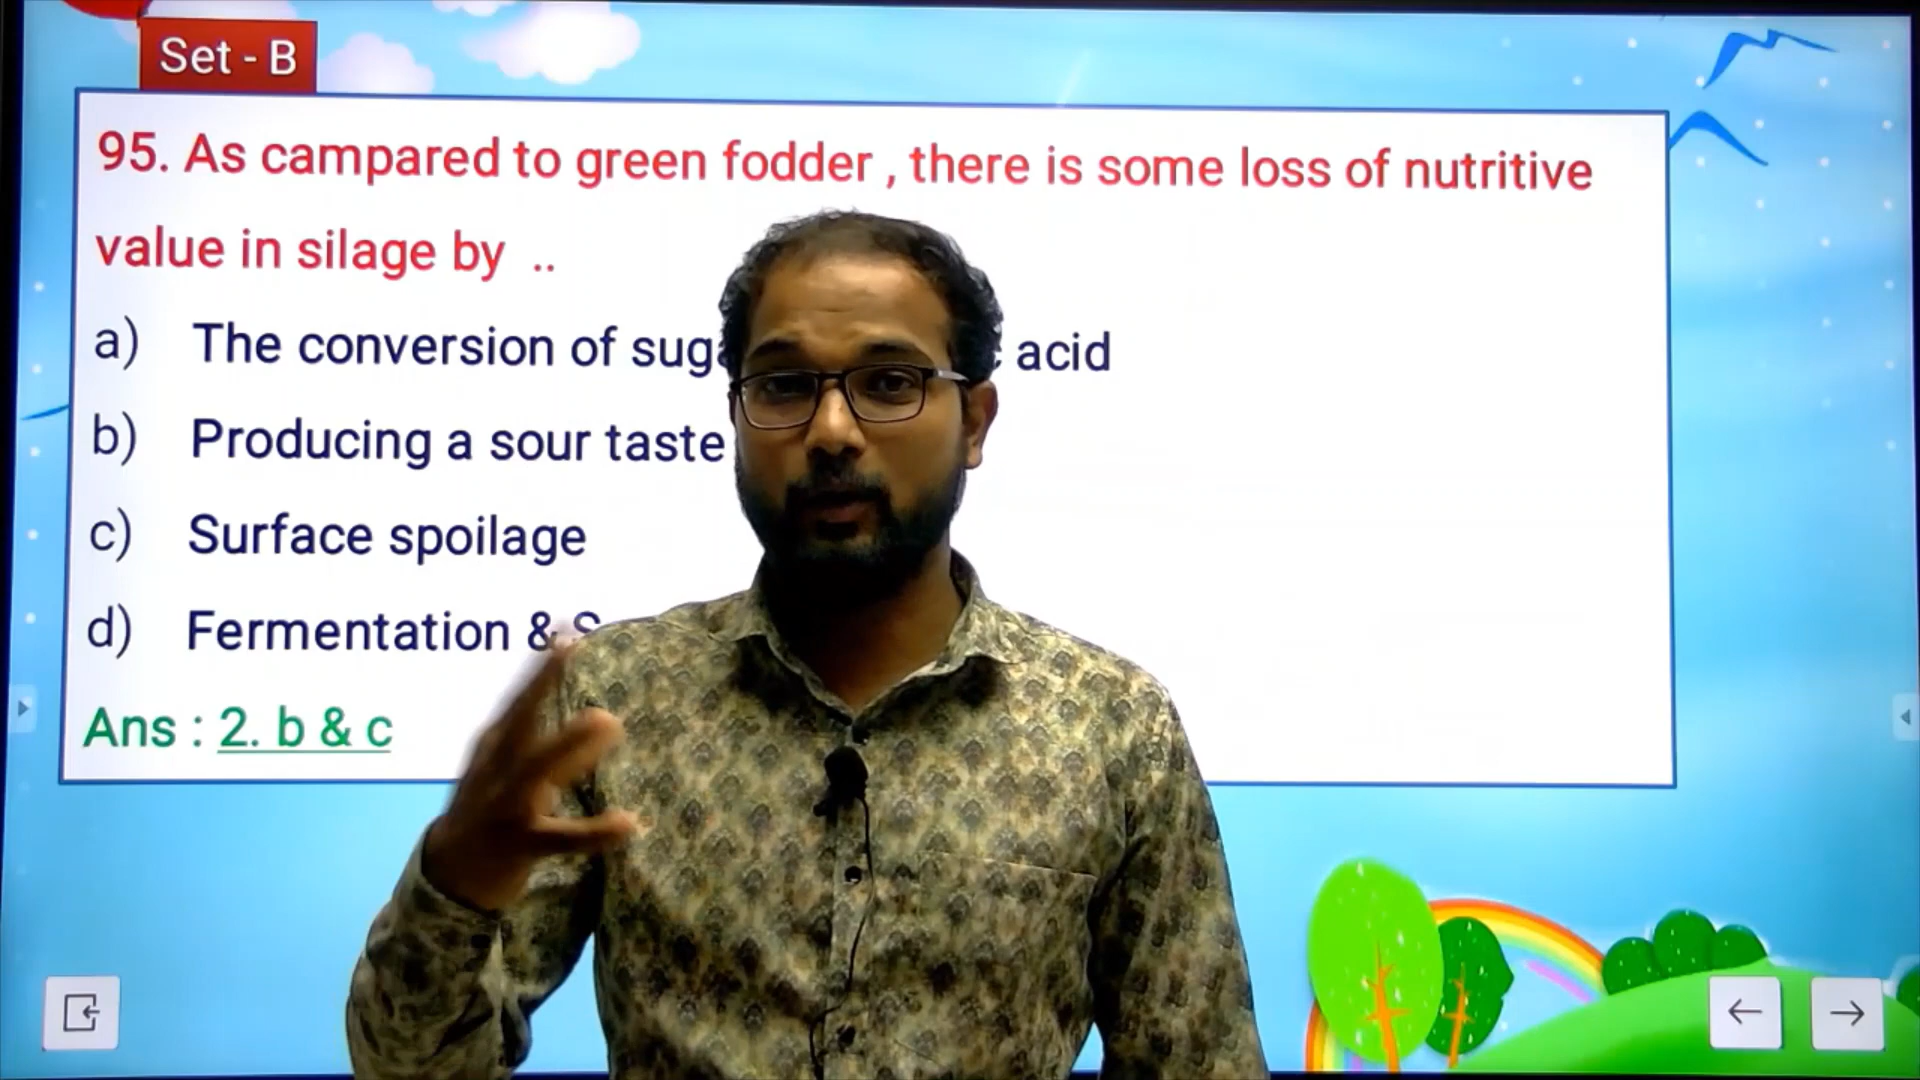 Set - B
95. As campared to green fodder , there is some loss of nutritive
value in silage by ..
a) The conversion of acid
b) Producing a sour taste
c) Surface spoilage
d) Fermentation &
Ans : 2. b & c